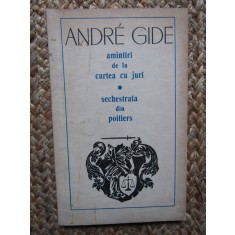 ANDRÉ GIDE
amintiri
de la
curtea cu juri
sechestrata
din
poitiers